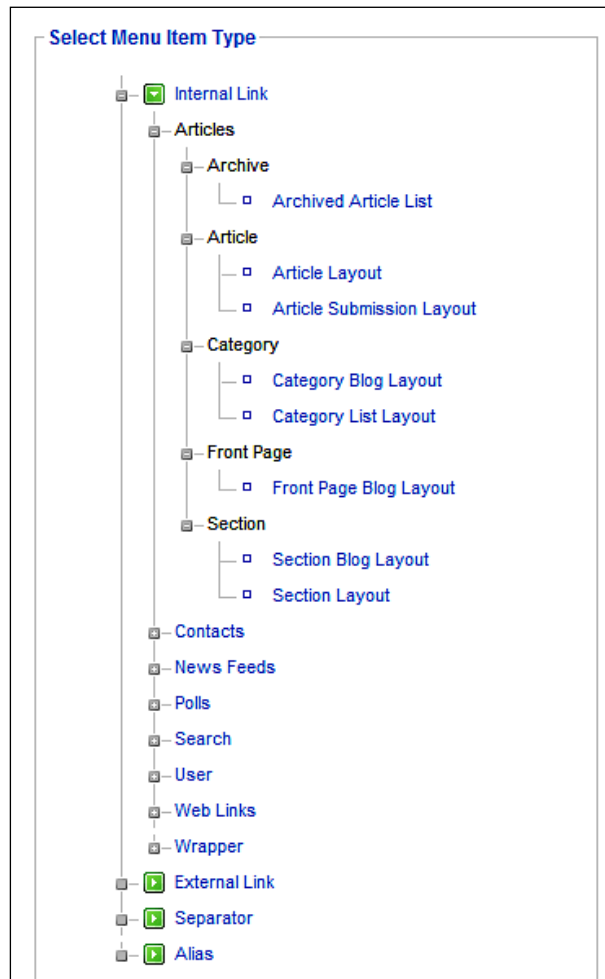 Select Menu Item Type
Internal Link
Articles
Archive
Archived Article List
Article
Article Layout
Article Submission Layout
Category
Category Blog Layout
Category List Layout
Front Page
Front Page Blog Layout
Section
Section Blog Layout
Section Layout
Contacts
News Feeds
Polls
Search
User
Web Links
Wrapper
External Link
Separator
Alias